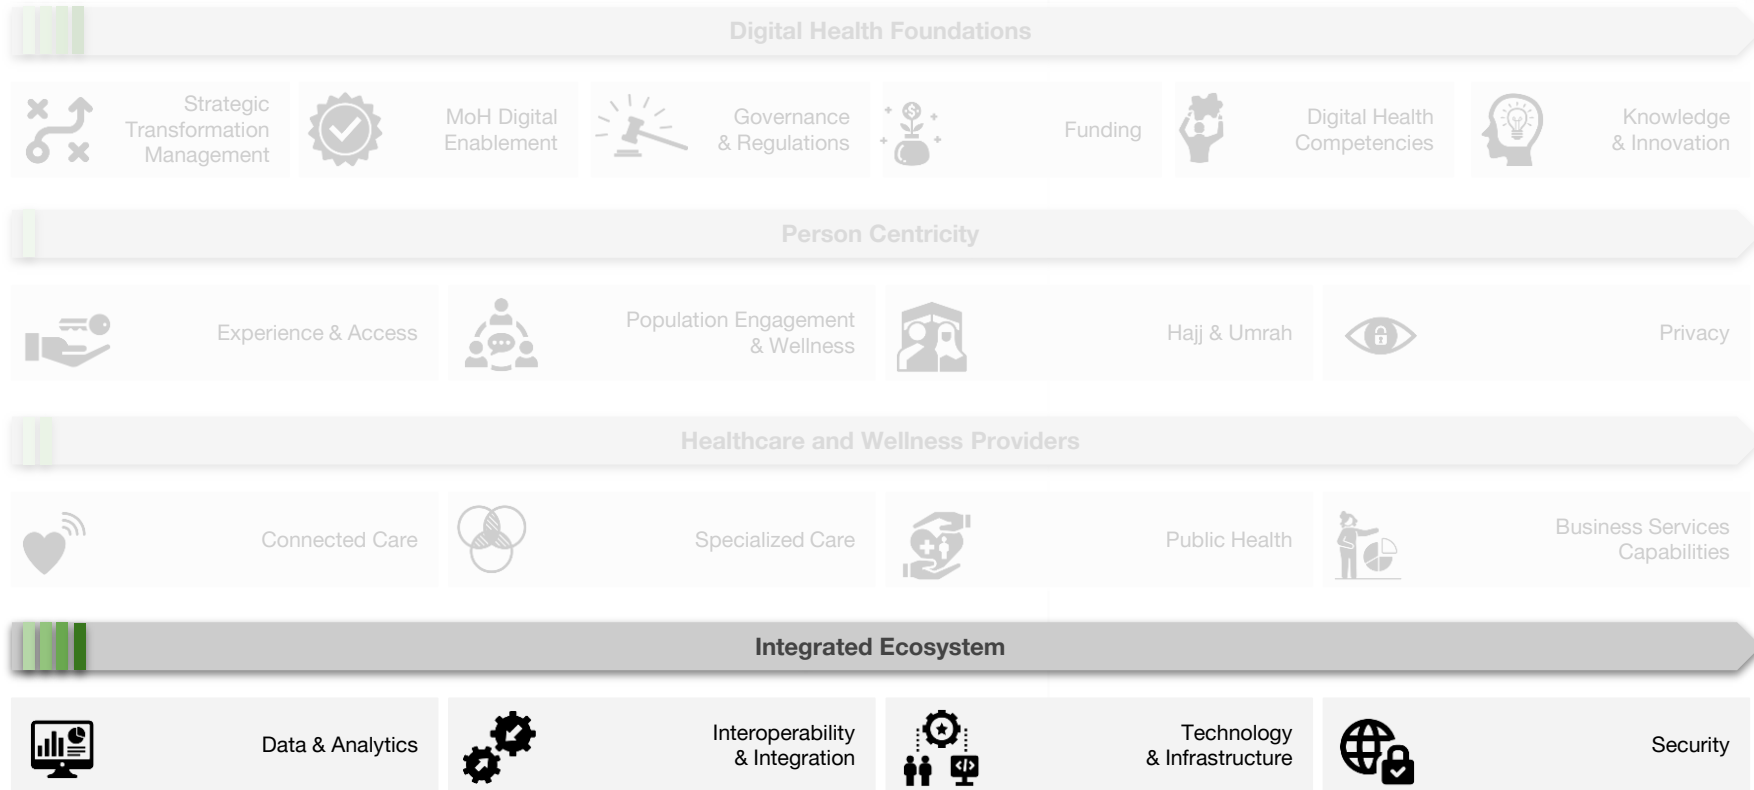 Digital Health Foundations
Strategic
Transformation
Management
MoH Digital
Enablement
Governance
& Regulations
Funding
Digital Health
Competencies
Knowledge
& Innovation
Person Centricity
Experience & Access
Population Engagement
& Wellness
Hajj & Umrah
Privacy
Healthcare and Wellness Providers
Connected Care
Specialized Care
Public Health
Business Services
Capabilities
Integrated Ecosystem
Data & Analytics
Interoperability
& Integration
Technology
& Infrastructure
Security